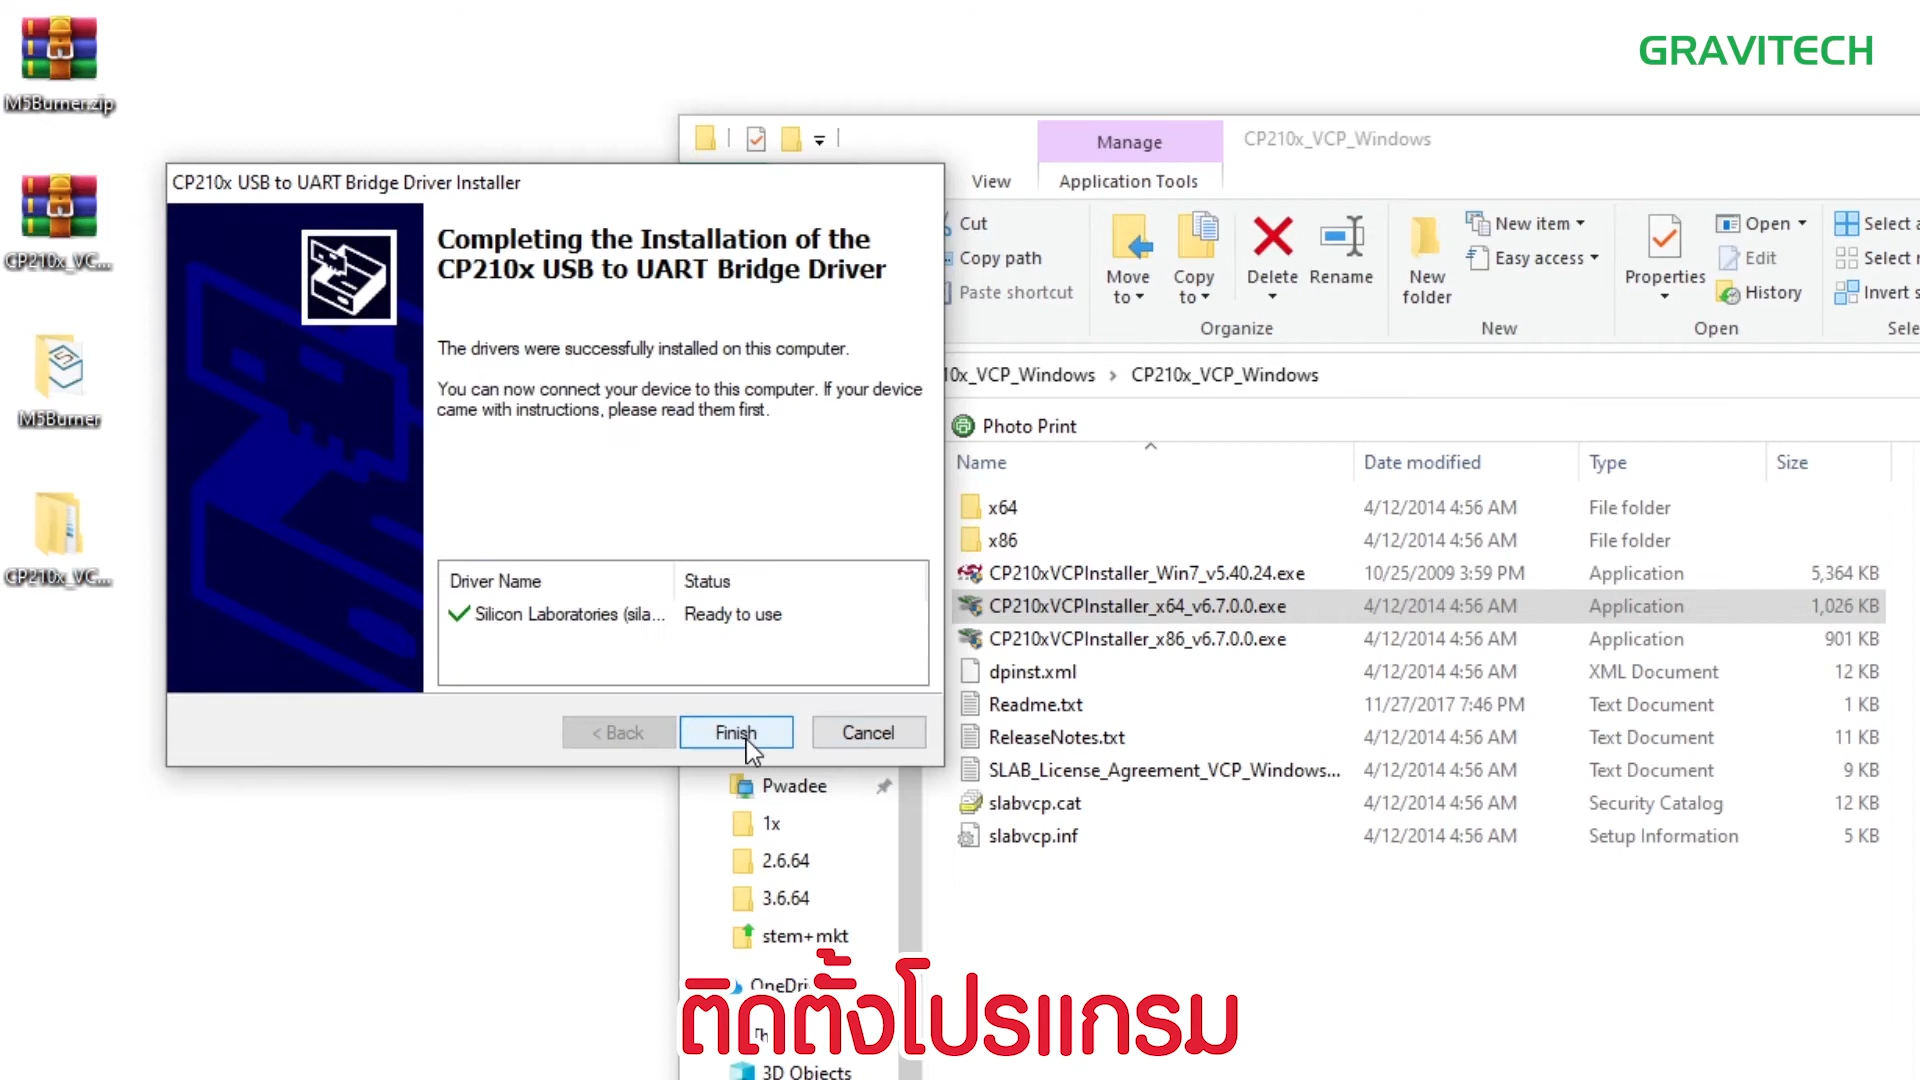 GRAVITECH
M5Burner.zip
CP210x_VC...
M5Burner
CP210x_VC...
CP210x USB to UART Bridge Driver Installer
Completing the Installation of the
CP210x USB to UART Bridge Driver
The drivers were successfully installed on this computer.
You can now connect your device to this computer. If your device
came with instructions, please read them first.
Driver Name Status
Silicon Laboratories (sila... Ready to use
< Back Finish Cancel
Manage CP210x_VCP_Windows
View Application Tools
Cut
Copy path
Paste shortcut
Move to
Copy to
Delete
Rename
Organize
New folder
New item
Easy access
New
Properties
Open
Edit
History
Open
Select
Select
Invert
10x_VCP_Windows > CP210x_VCP_Windows
Photo Print
Name Date modified Type Size
x64 4/12/2014 4:56 AM File folder
x86 4/12/2014 4:56 AM File folder
CP210xVCPInstaller_Win7_v5.40.24.exe 10/25/2009 3:59 PM Application 5,364 KB
CP210xVCPInstaller_x64_v6.7.0.0.exe 4/12/2014 4:56 AM Application 1,026 KB
CP210xVCPInstaller_x86_v6.7.0.0.exe 4/12/2014 4:56 AM Application 901 KB
dpinst.xml 4/12/2014 4:56 AM XML Document 12 KB
Readme.txt 11/27/2017 7:46 PM Text Document 1 KB
ReleaseNotes.txt 4/12/2014 4:56 AM Text Document 11 KB
SLAB_License_Agreement_VCP_Windows... 4/12/2014 4:56 AM Text Document 9 KB
slabvcp.cat 4/12/2014 4:56 AM Security Catalog 12 KB
slabvcp.inf 4/12/2014 4:56 AM Setup Information 5 KB
Pwadee
1x
2.6.64
3.6.64
stem+mkt
OneDri
ติดตั้งโปรแกรม
3D Objects